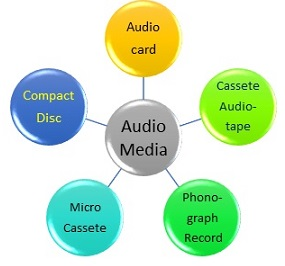 Audio
card
Compact
Disc
Cassete
Audio-
tape
Audio
Media
Micro
Cassete
Phono-
graph
Record